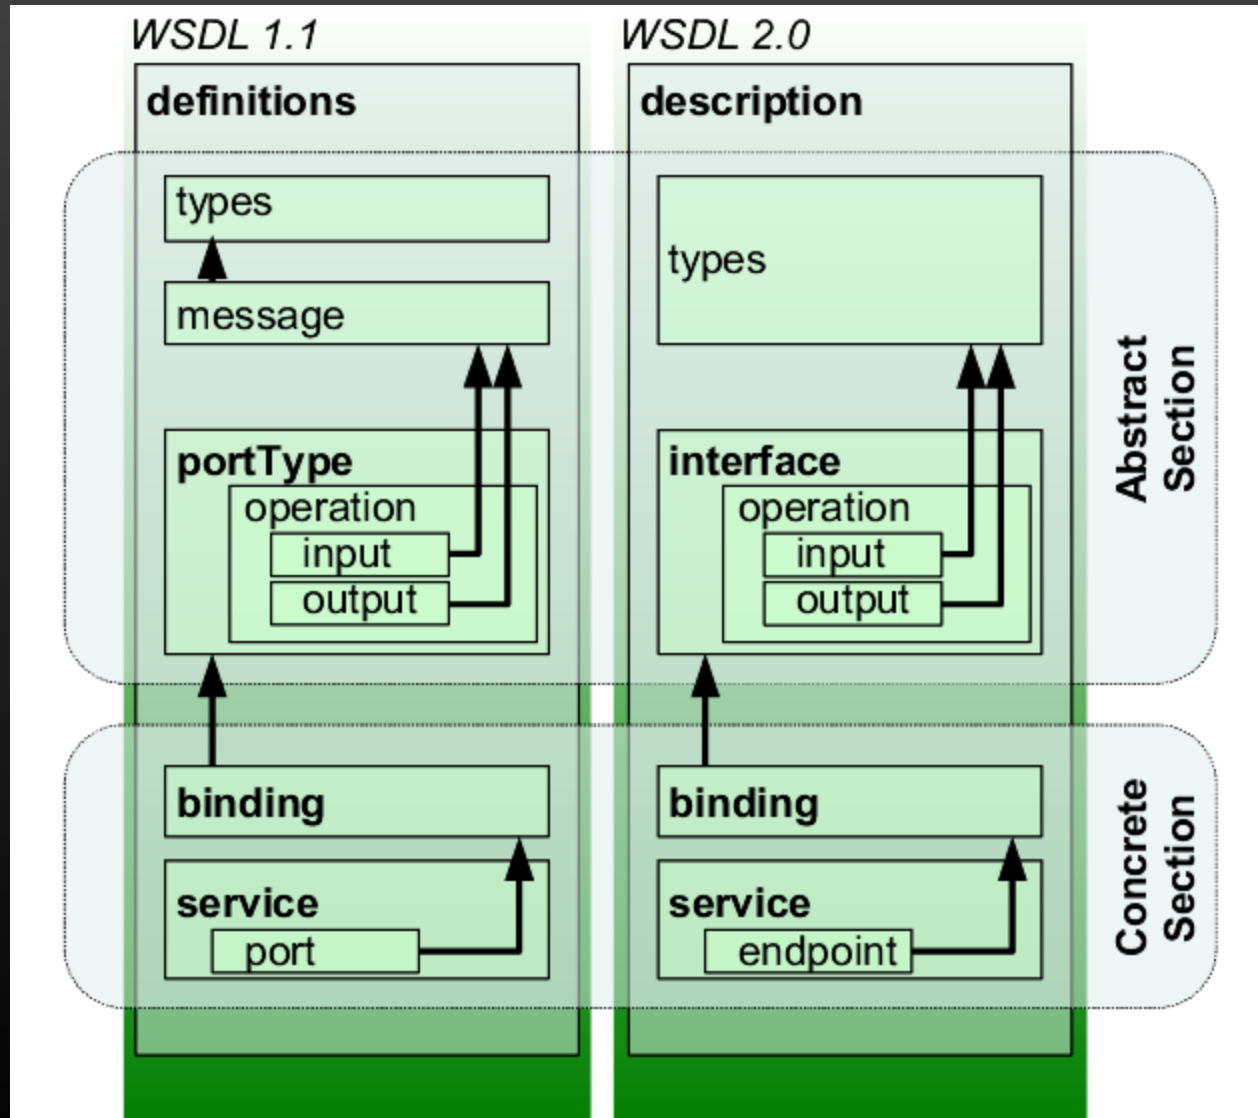 WSDL 1.1
definitions
types
message
portType
operation
input
output
binding
service
port
WSDL 2.0
description
types
interface
operation
input
output
binding
service
endpoint
Abstract
Section
Concrete
Section